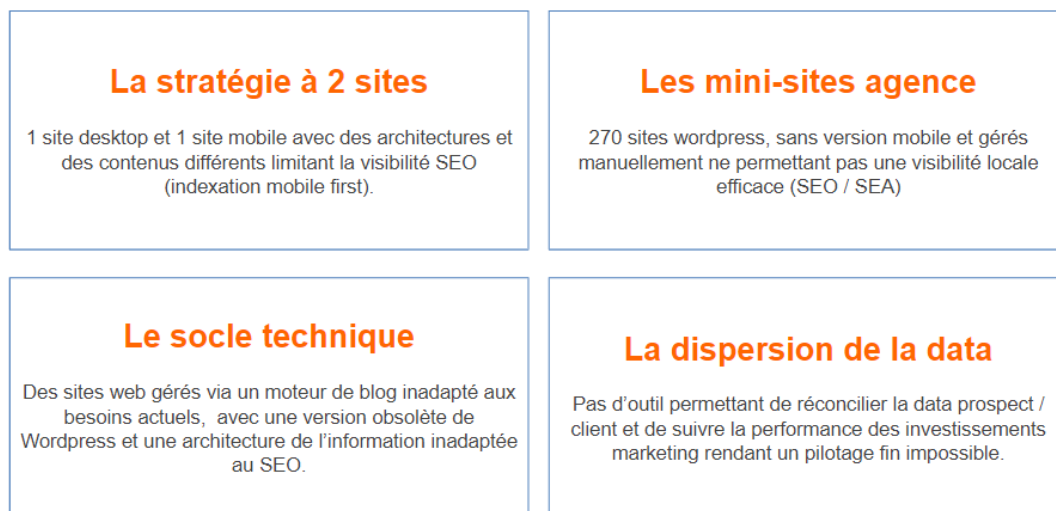 La stratégie à 2 sites
1 site desktop et 1 site mobile avec des architectures et
des contenus différents limitant la visibilité SEO
(indexation mobile first).
Les mini-sites agence
270 sites wordpress, sans version mobile et gérés
manuellement ne permettant pas une visibilité locale
efficace (SEO / SEA)
Le socle technique
Des sites web gérés via un moteur de blog inadapté aux
besoins actuels,  avec une version obsolète de
Wordpress et une architecture de l’information inadaptée
au SEO.
La dispersion de la data
Pas d’outil permettant de réconcilier la data prospect /
client et de suivre la performance des investissements
marketing rendant un pilotage fin impossible.